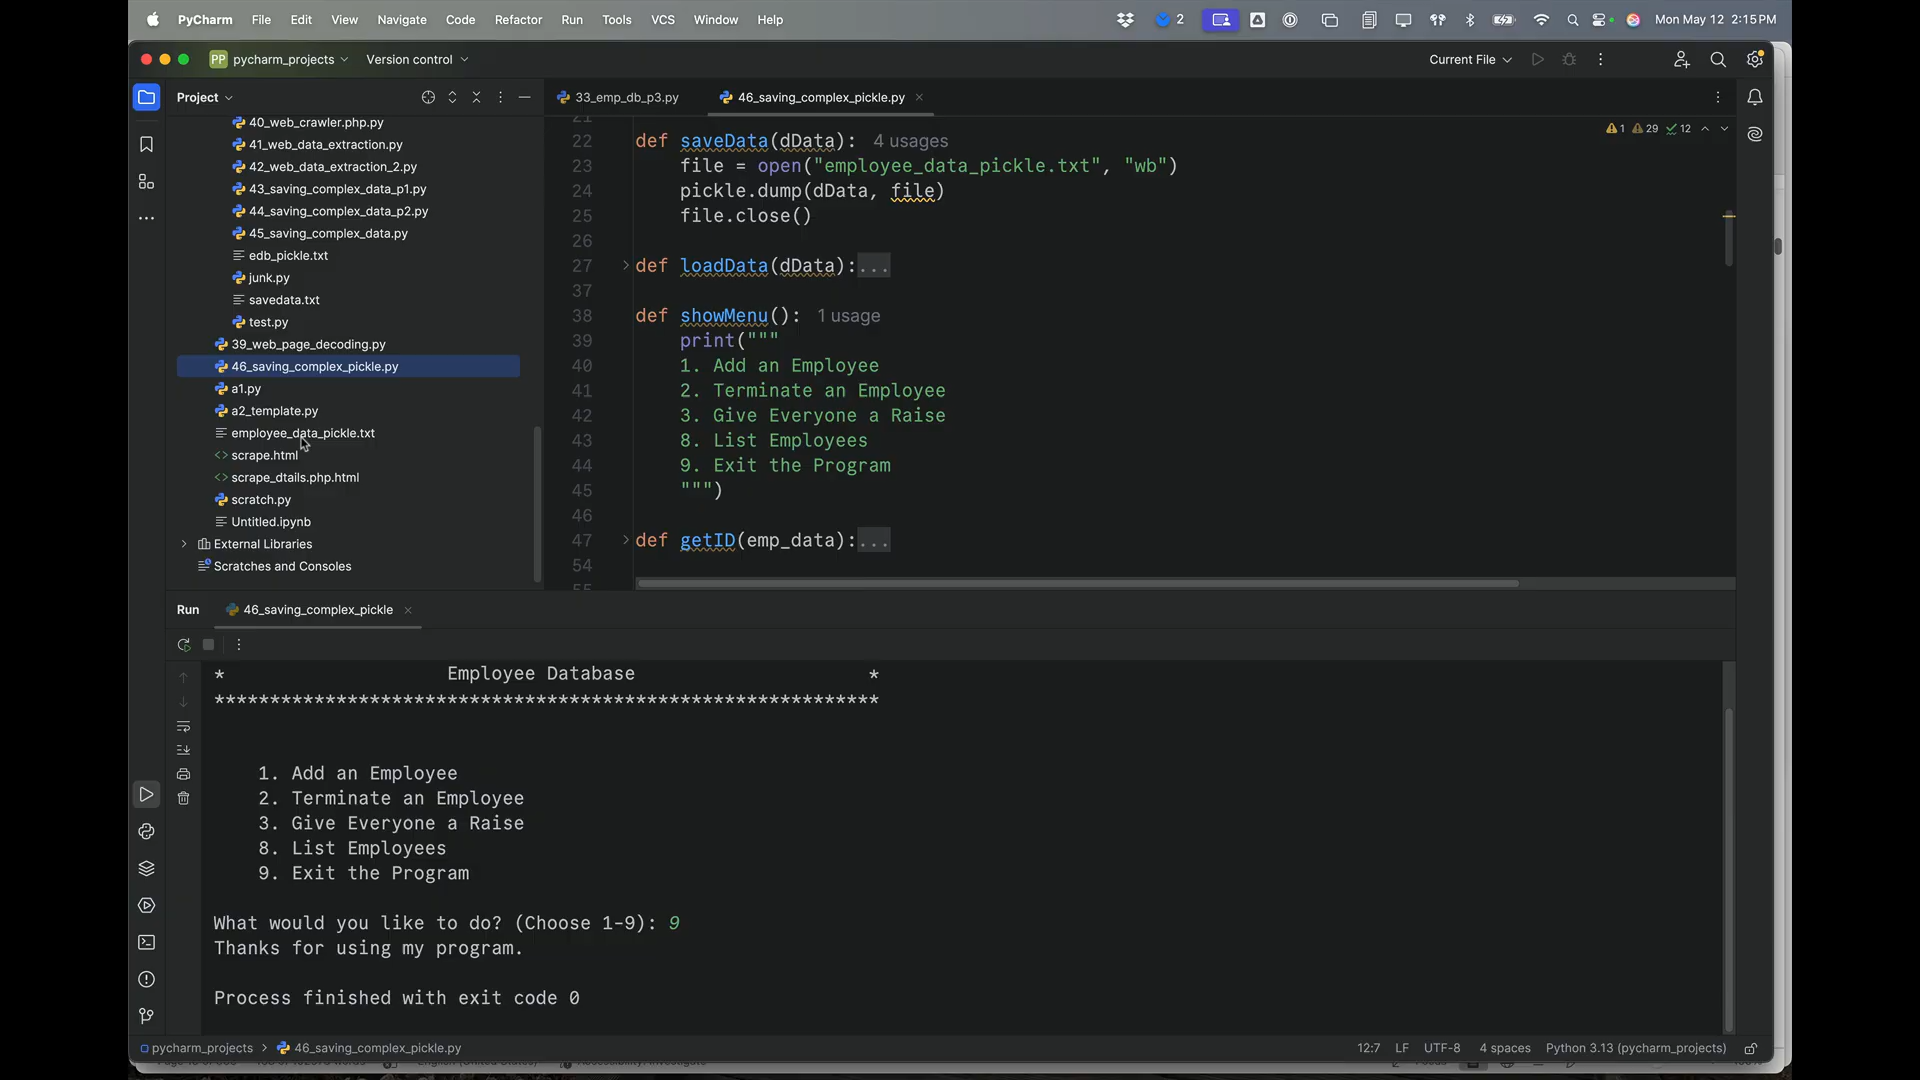 PyCharm File Edit View Navigate Code Refactor Run Tools VCS Window Help 2 Mon May 12 2:15 PM
PP pycharm_projects Version control Current File
Project 33_emp_db_p3.py 46_saving_complex_pickle.py
40_web_crawler.php.py
41_web_data_extraction.py
42_web_data_extraction_2.py
43_saving_complex_data_p1.py
44_saving_complex_data_p2.py
45_saving_complex_data.py
edb_pickle.txt
junk.py
savedata.txt
test.py
39_web_page_decoding.py
46_saving_complex_pickle.py
a1.py
a2_template.py
employee_data_pickle.txt
scrape.html
scrape_dtails.php.html
scratch.py
Untitled.ipynb
External Libraries
Scratches and Consoles
1 29 12
21
22 def saveData(dData): 4 usages
23 file = open("employee_data_pickle.txt", "wb")
24 pickle.dump(dData, file)
25 file.close()
26
27 def loadData(dData):...
37
38 def showMenu(): 1 usage
39 print("""
40 1. Add an Employee
41 2. Terminate an Employee
42 3. Give Everyone a Raise
43 8. List Employees
44 9. Exit the Program
45 """)
46
47 def getID(emp_data):...
54
55
Run 46_saving_complex_pickle
* Employee Database *
************************************************************
1. Add an Employee
2. Terminate an Employee
3. Give Everyone a Raise
8. List Employees
9. Exit the Program
What would you like to do? (Choose 1-9): 9
Thanks for using my program.
Process finished with exit code 0
pycharm_projects > 46_saving_complex_pickle.py 12:7 LF UTF-8 4 spaces Python 3.13 (pycharm_projects)